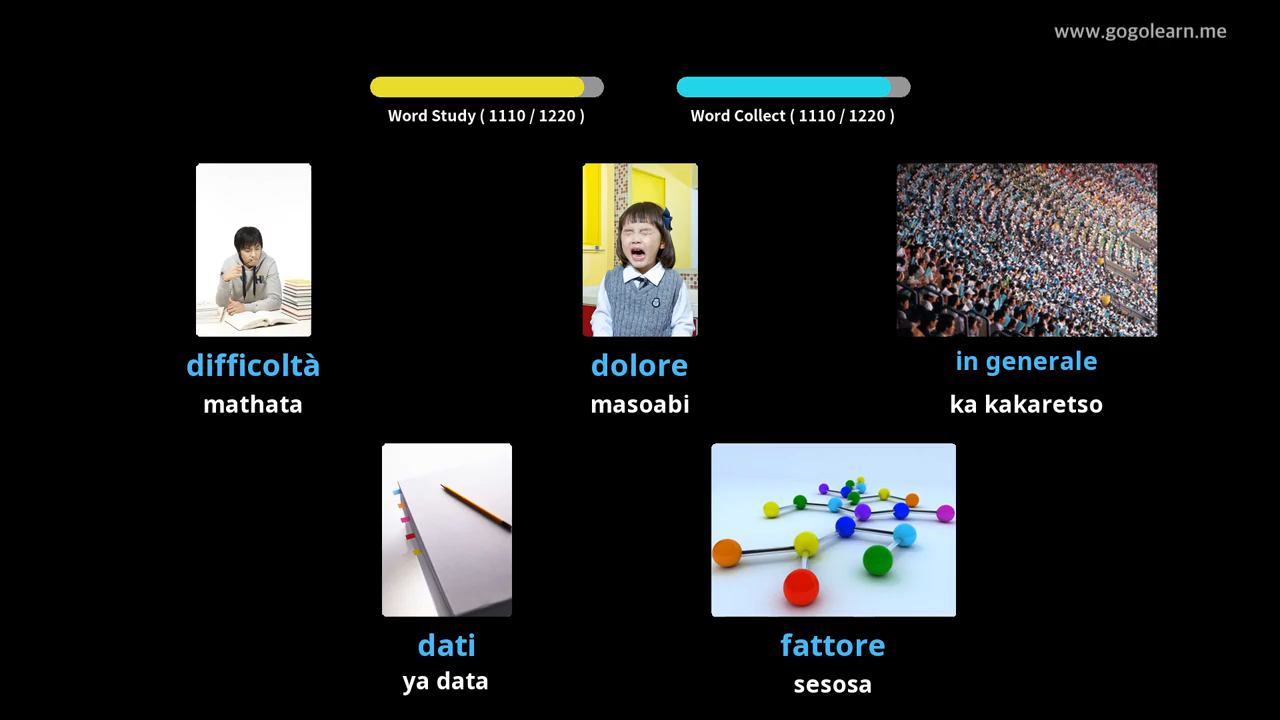 www.gogolearn.me
Word Study ( 1110 / 1220 )
Word Collect ( 1110 / 1220 )
difficoltà
mathata
dolore
masoabi
in generale
ka kakaretso
dati
ya data
fattore
sesosa